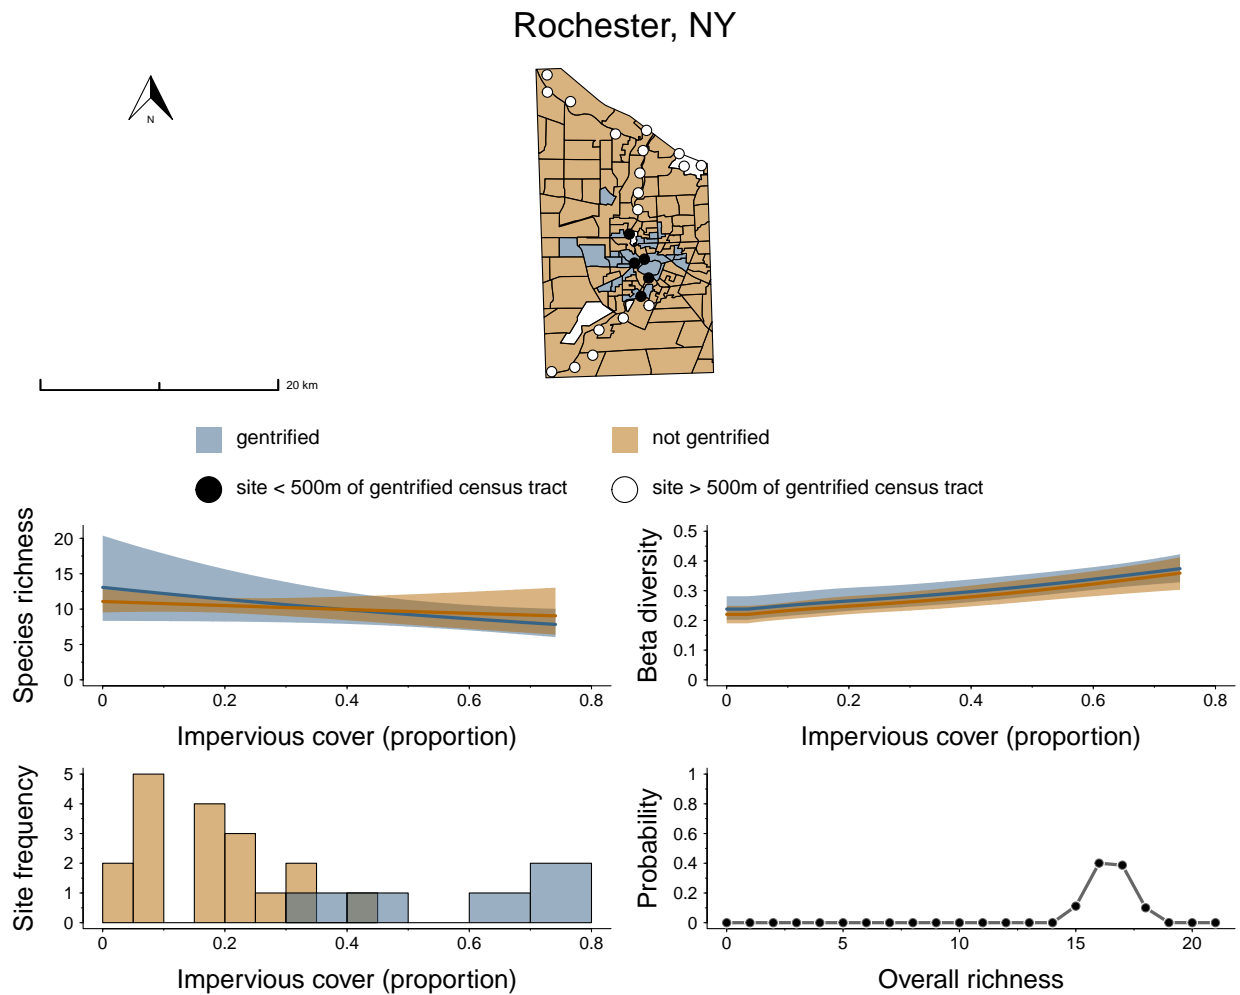 Rochester, NY
N
20 km
gentrified
not gentrified
site < 500m of gentrified census tract
site > 500m of gentrified census tract
Species richness
20
15
10
5
0
0
0.2
0.4
0.6
0.8
Impervious cover (proportion)
Beta diversity
0.5
0.4
0.3
0.2
0.1
0
0
0.2
0.4
0.6
0.8
Impervious cover (proportion)
Site frequency
5
4
3
2
1
0
0
0.2
0.4
0.6
0.8
Impervious cover (proportion)
Probability
1
0.8
0.6
0.4
0.2
0
0
5
10
15
20
Overall richness